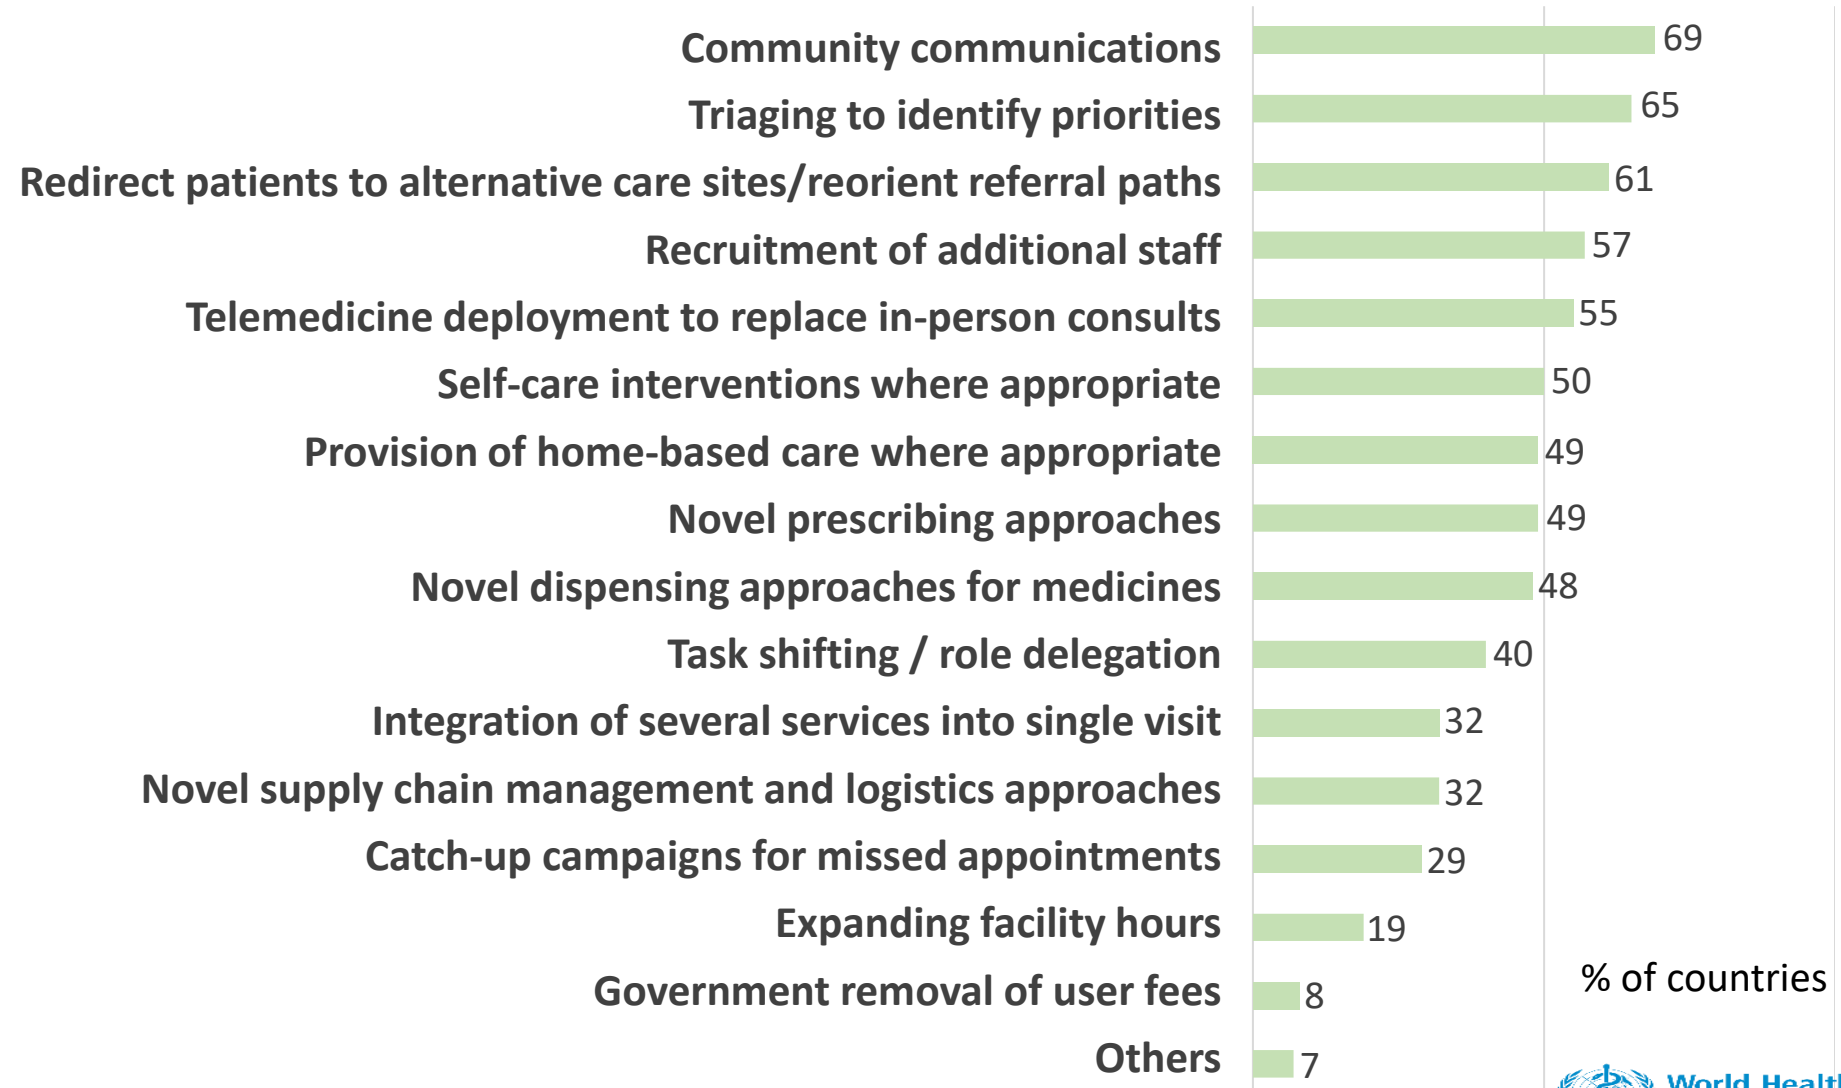 Community communications 69
Triaging to identify priorities 65
Redirect patients to alternative care sites/reorient referral paths 61
Recruitment of additional staff 57
Telemedicine deployment to replace in-person consults 55
Self-care interventions where appropriate 50
Provision of home-based care where appropriate 49
Novel prescribing approaches 49
Novel dispensing approaches for medicines 48
Task shifting / role delegation 40
Integration of several services into single visit 32
Novel supply chain management and logistics approaches 32
Catch-up campaigns for missed appointments 29
Expanding facility hours 19
% of countries
Government removal of user fees 8
Others 7
World Healt